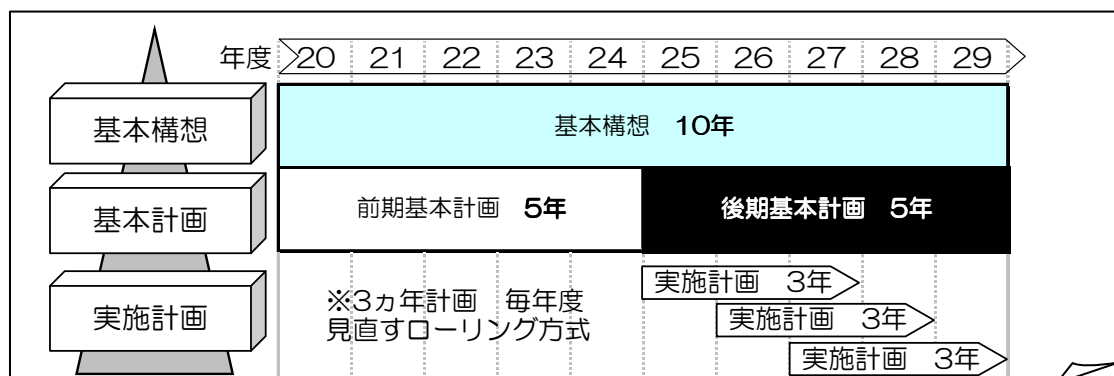 年度 20 21 22 23 24 25 26 27 28 29
基本構想
基本構想 10年
基本計画
前期基本計画 5年
後期基本計画 5年
実施計画
※3ヵ年計画 毎年度
見直すローリング方式
実施計画 3年
実施計画 3年
実施計画 3年